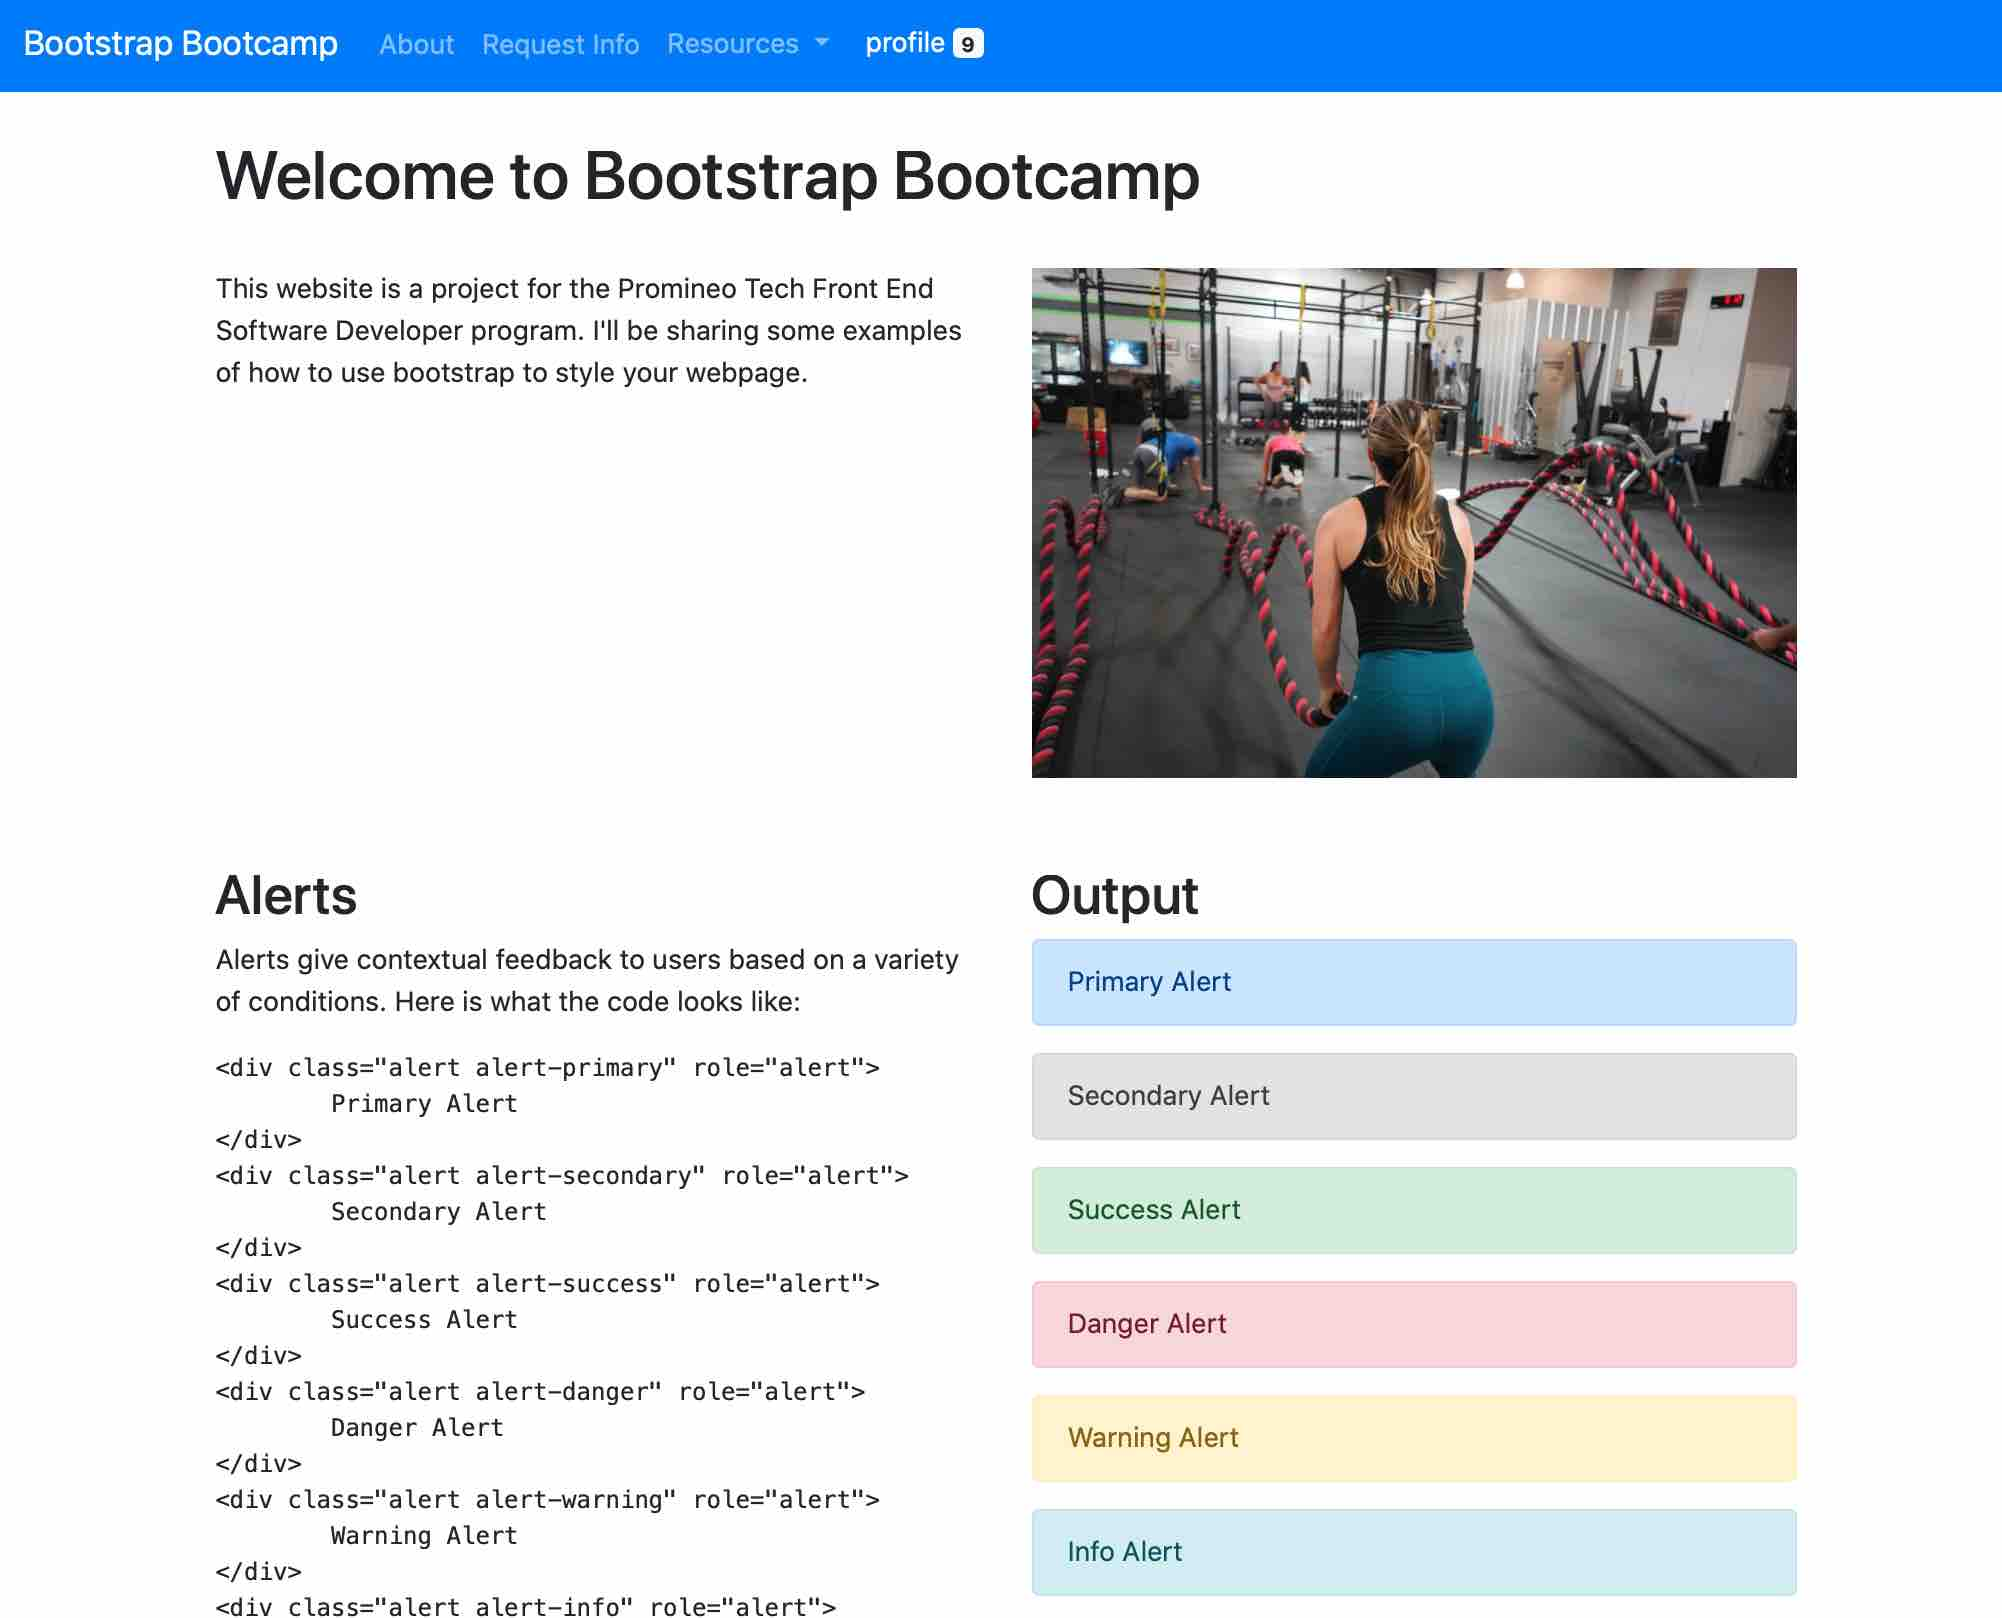 Bootstrap Bootcamp About Request Info Resources profile 9
Welcome to Bootstrap Bootcamp
This website is a project for the Promineo Tech Front End
Software Developer program. I'll be sharing some examples
of how to use bootstrap to style your webpage.
Alerts
Alerts give contextual feedback to users based on a variety
of conditions. Here is what the code looks like:
<div class="alert alert-primary" role="alert">
        Primary Alert
</div>
<div class="alert alert-secondary" role="alert">
        Secondary Alert
</div>
<div class="alert alert-success" role="alert">
        Success Alert
</div>
<div class="alert alert-danger" role="alert">
        Danger Alert
</div>
<div class="alert alert-warning" role="alert">
        Warning Alert
</div>
<div class="alert alert-info" role="alert">
Output
Primary Alert
Secondary Alert
Success Alert
Danger Alert
Warning Alert
Info Alert